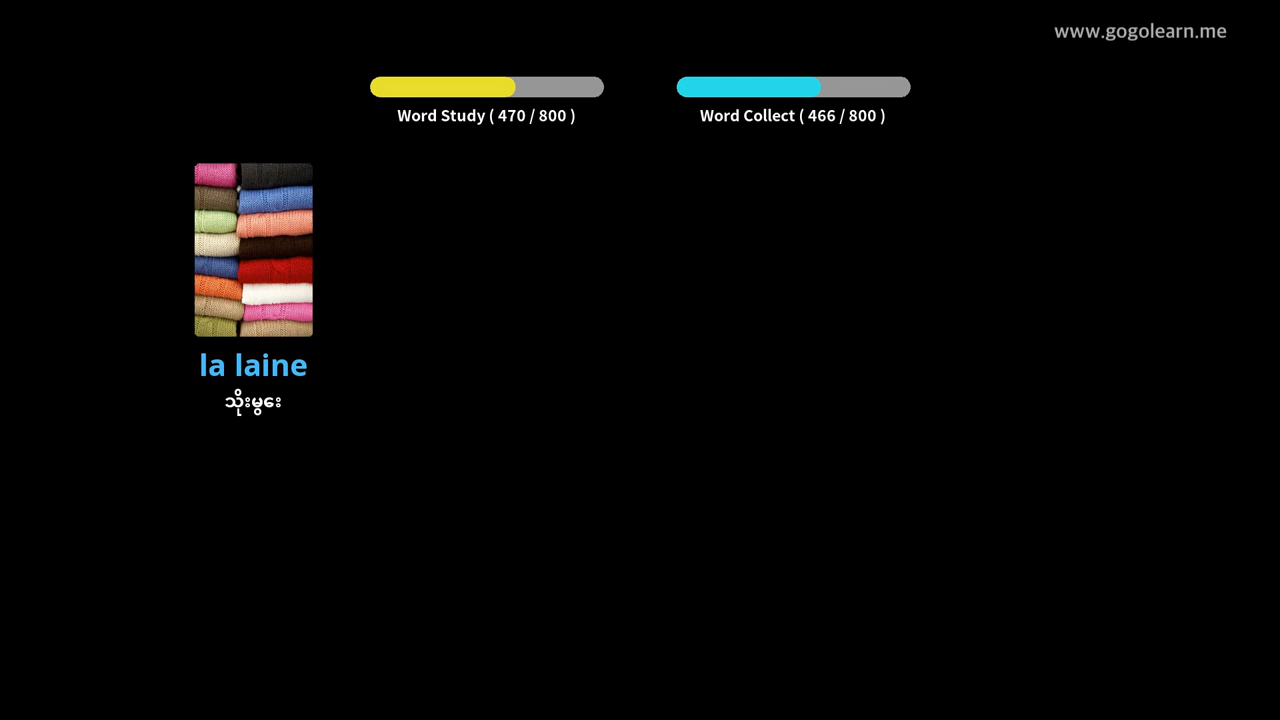 www.gogolearn.me
Word Study ( 470 / 800 )
Word Collect ( 466 / 800 )
la laine
သိုးမွှေး